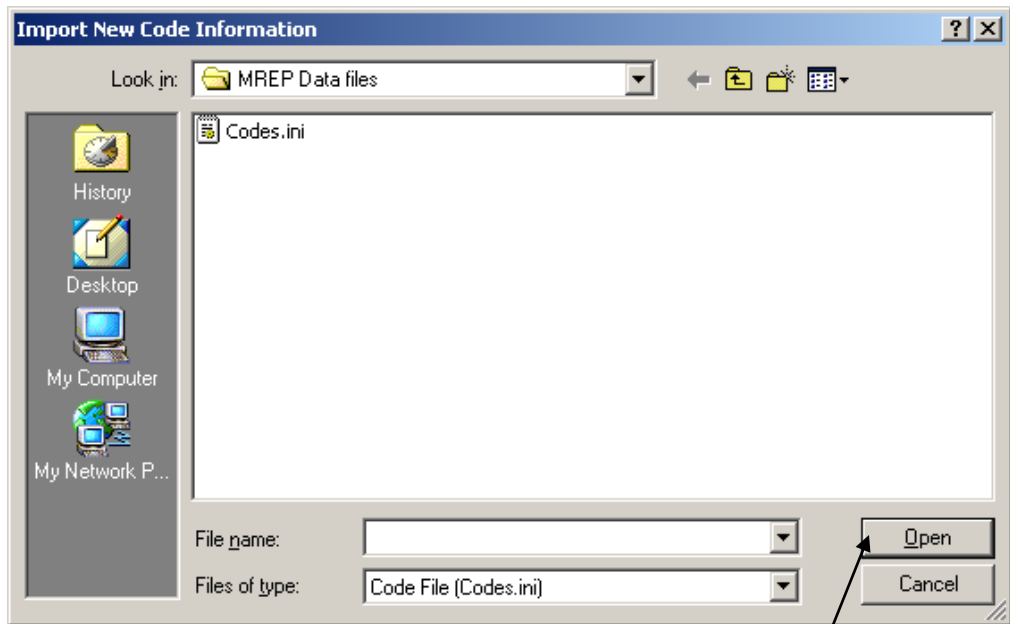 Import New Code Information
Look in: MREP Data files
Codes.ini
History
Desktop
My Computer
My Network P...
File name:
Open
Files of type: Code File (Codes.ini)
Cancel